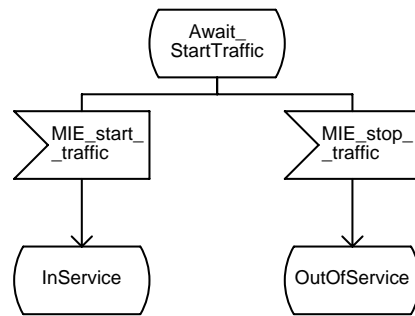 Await_
StartTraffic
MIE_start_
_traffic
MIE_stop_
_traffic
InService
OutOfService